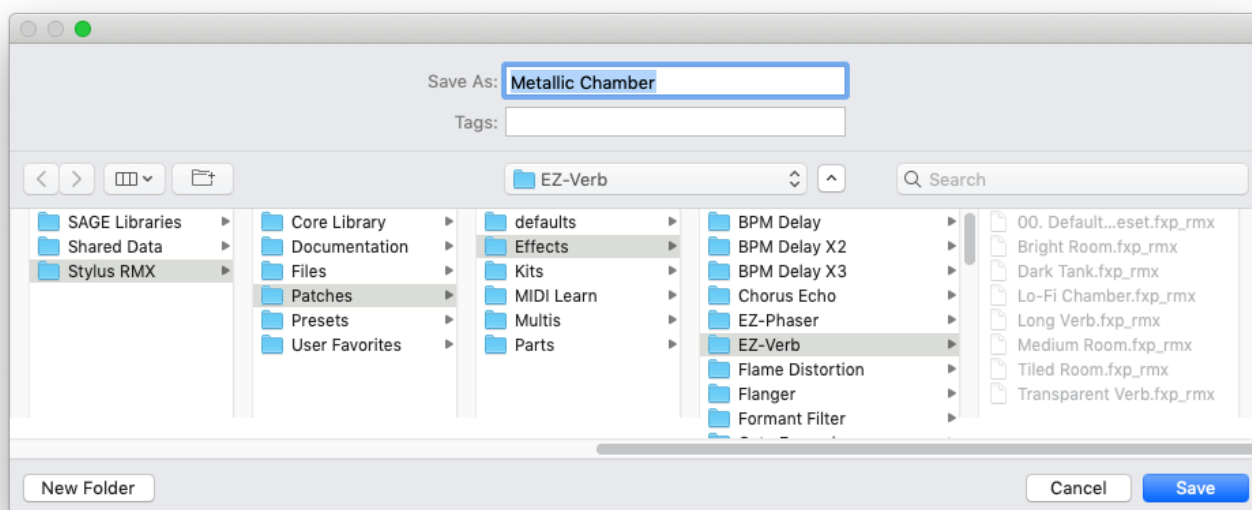 Save As: Metallic Chamber
Tags:
EZ-Verb
Search
SAGE Libraries
Shared Data
Stylus RMX
Core Library
Documentation
Files
Patches
Presets
User Favorites
defaults
Effects
Kits
MIDI Learn
Multis
Parts
BPM Delay
BPM Delay X2
BPM Delay X3
Chorus Echo
EZ-Phaser
EZ-Verb
Flame Distortion
Flanger
Formant Filter
00. Default...eset.fxp_rmx
Bright Room.fxp_rmx
Dark Tank.fxp_rmx
Lo-Fi Chamber.fxp_rmx
Long Verb.fxp_rmx
Medium Room.fxp_rmx
Tiled Room.fxp_rmx
Transparent Verb.fxp_rmx
New Folder
Cancel
Save